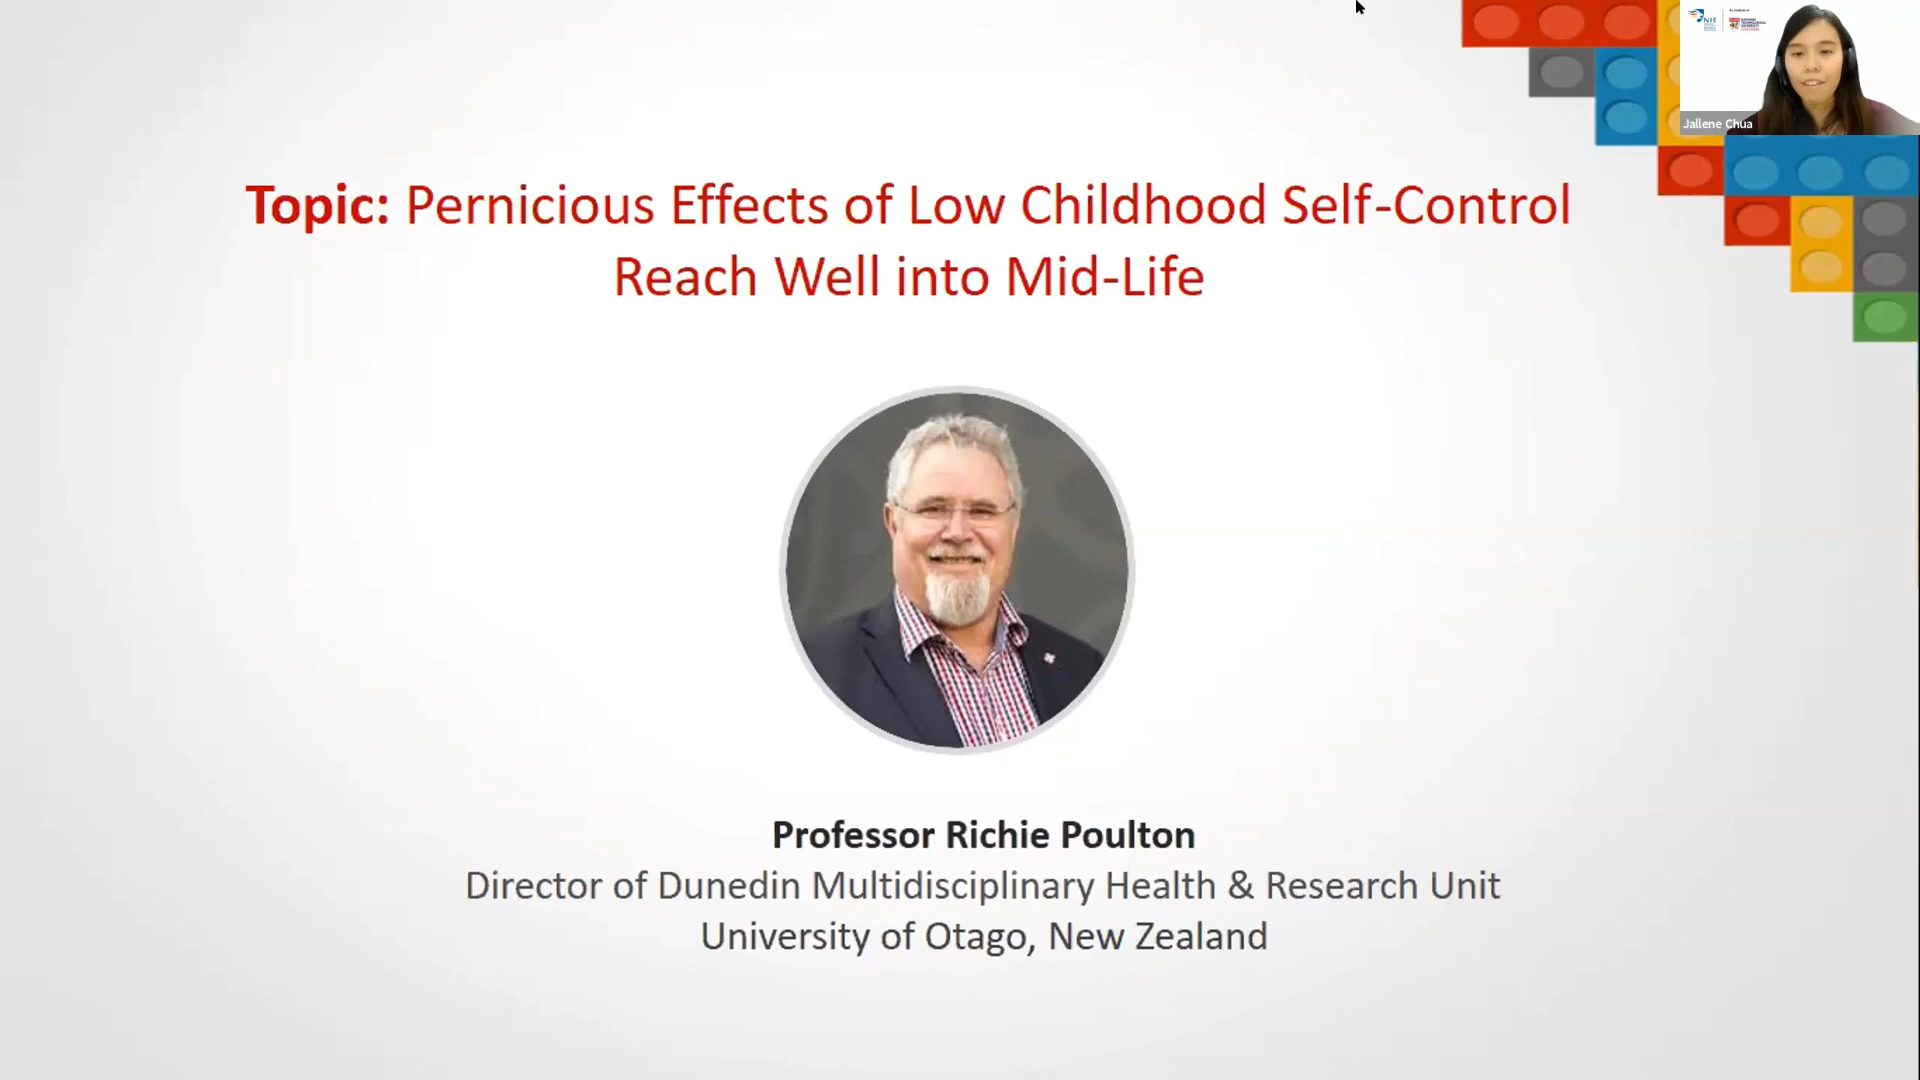 NIE
Jallene Chua
Topic: Pernicious Effects of Low Childhood Self-Control
Reach Well into Mid-Life
Professor Richie Poulton
Director of Dunedin Multidisciplinary Health & Research Unit
University of Otago, New Zealand